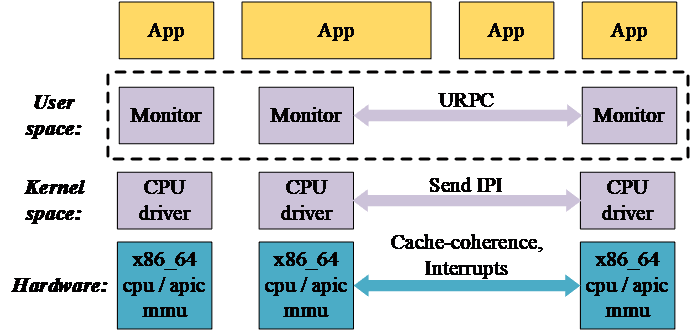 App App App App
User
space:
Monitor Monitor URPC Monitor
Kernel
space:
CPU
driver
CPU
driver
Send IPI
CPU
driver
Hardware:
x86_64
cpu / apic
mmu
x86_64
cpu / apic
mmu
Cache-coherence,
Interrupts
x86_64
cpu / apic
mmu